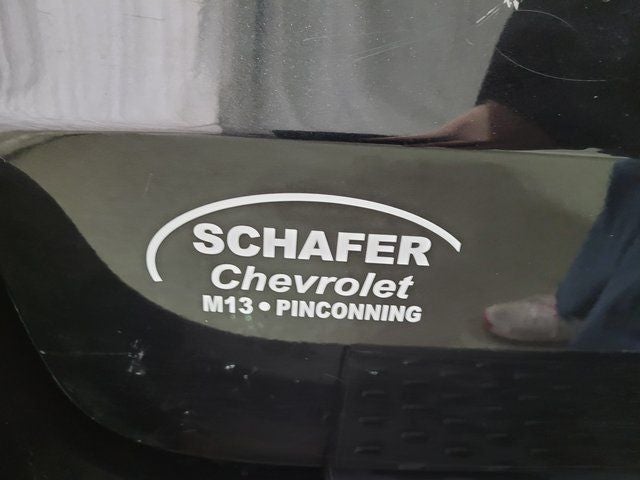 SCHAFER
Chevrolet
M13 • PINCONNING